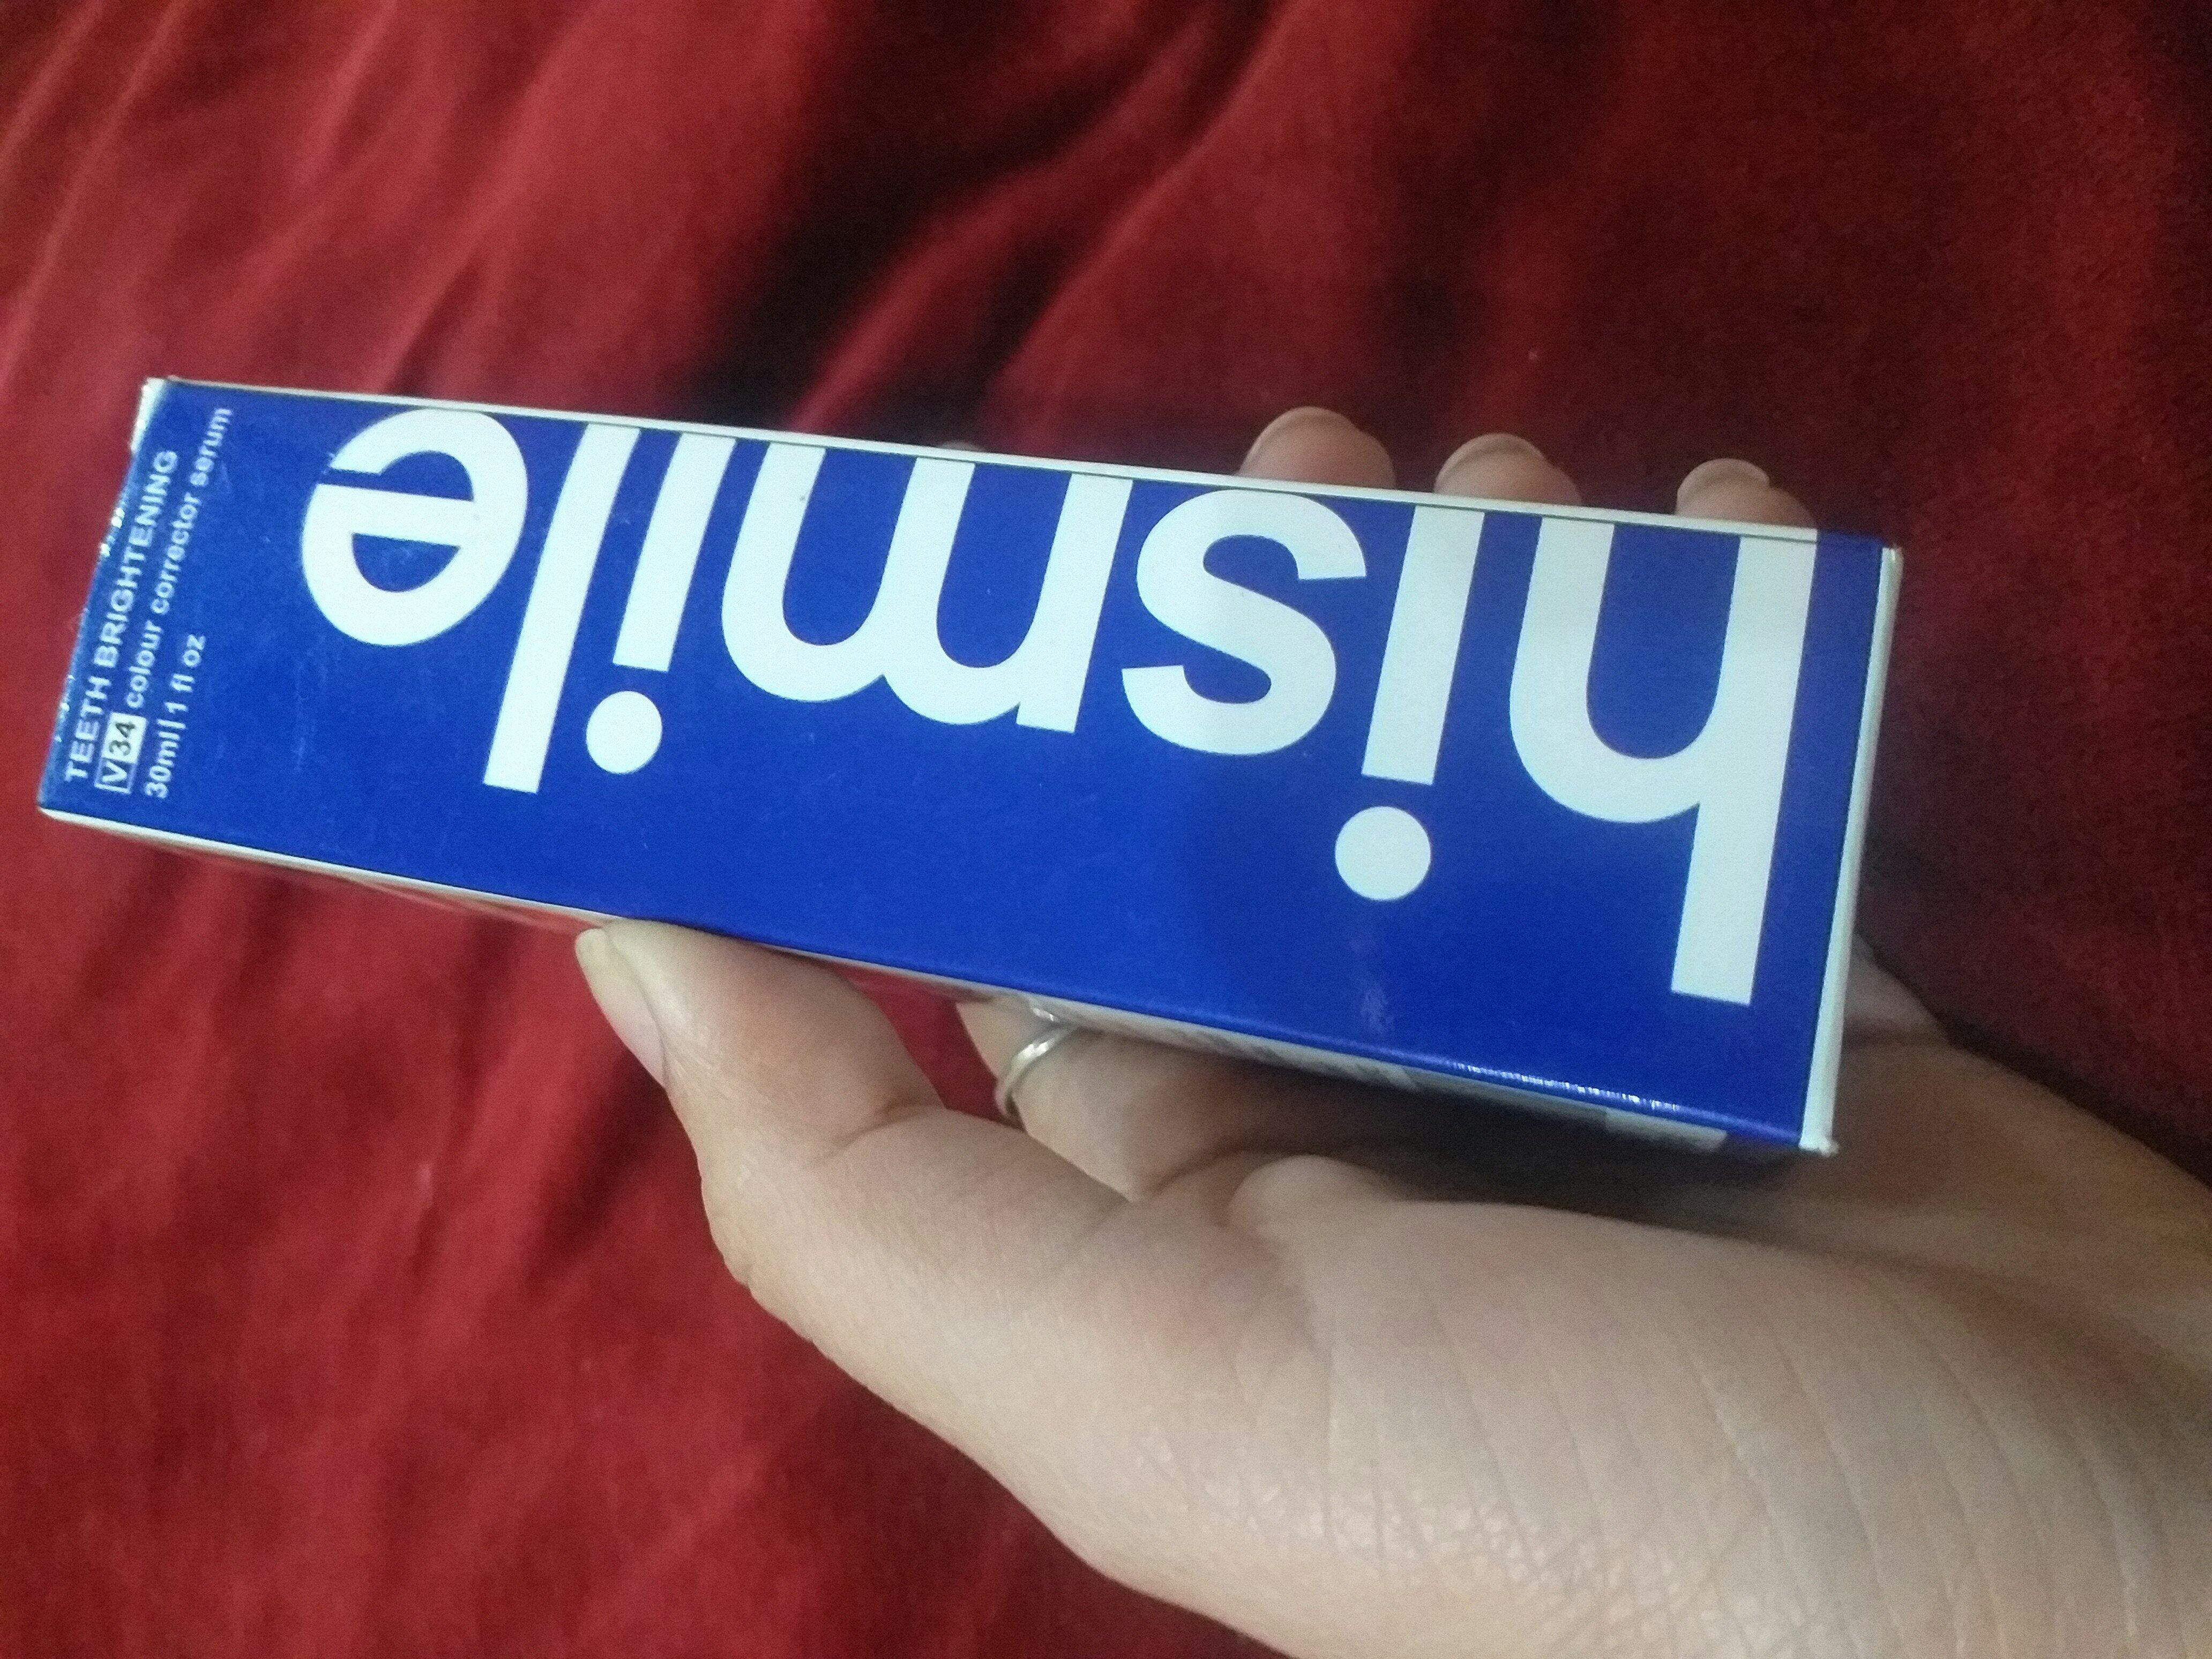 hismile
TEETH BRIGHTENING
V34 colour corrector serum
30ml | 1 fl oz